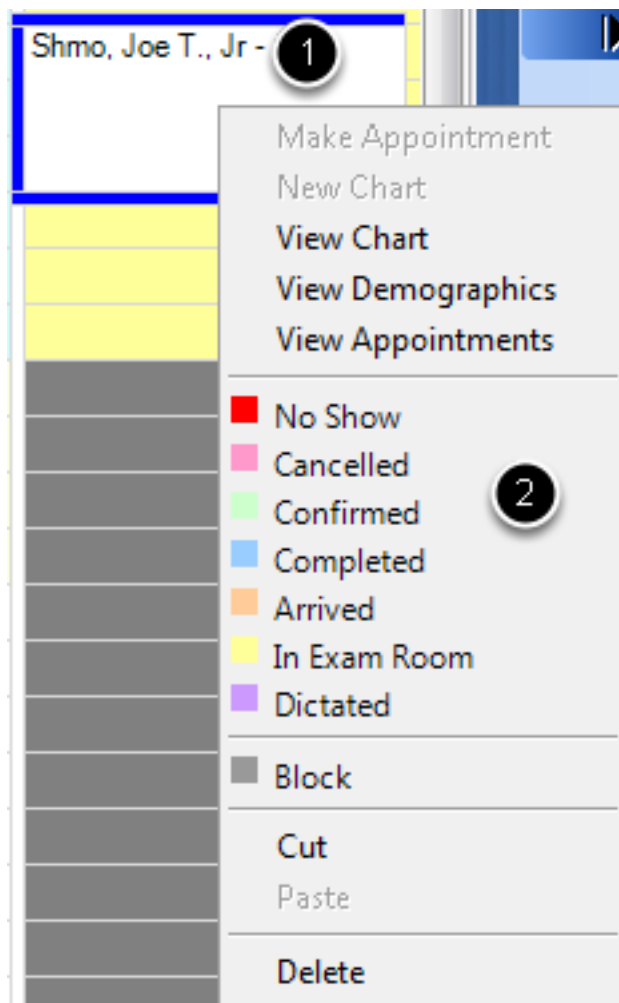 Shmo, Joe T., Jr - 1
Make Appointment
New Chart
View Chart
View Demographics
View Appointments
No Show
Cancelled
Confirmed 2
Completed
Arrived
In Exam Room
Dictated
Block
Cut
Paste
Delete